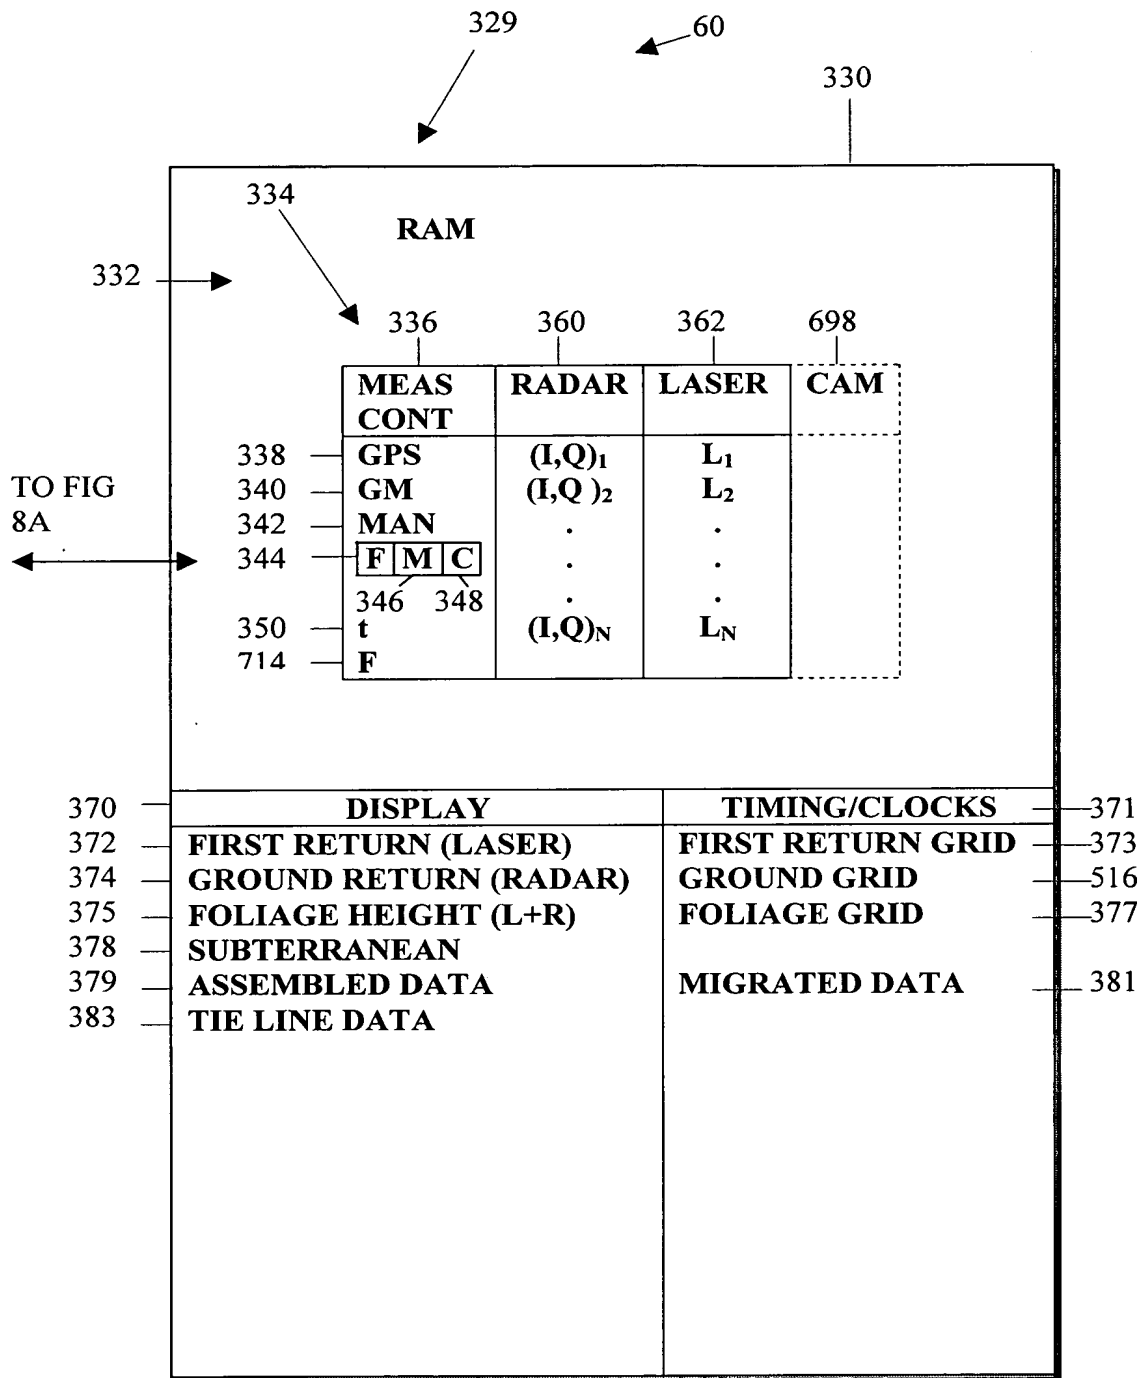 329 60
330
334
RAM
332
336 360 362 698
MEAS RADAR LASER CAM
CONT
338 GPS (I,Q)₁ L₁
TO FIG
8A
340 GM (I,Q )₂ L₂
342 MAN . .
344 F M C . .
346 348 . .
350 t (I,Q)N LN
714 F
370 DISPLAY TIMING/CLOCKS 371
372 FIRST RETURN (LASER) FIRST RETURN GRID 373
374 GROUND RETURN (RADAR) GROUND GRID 516
375 FOLIAGE HEIGHT (L+R) FOLIAGE GRID 377
378 SUBTERRANEAN
379 ASSEMBLED DATA MIGRATED DATA 381
383 TIE LINE DATA